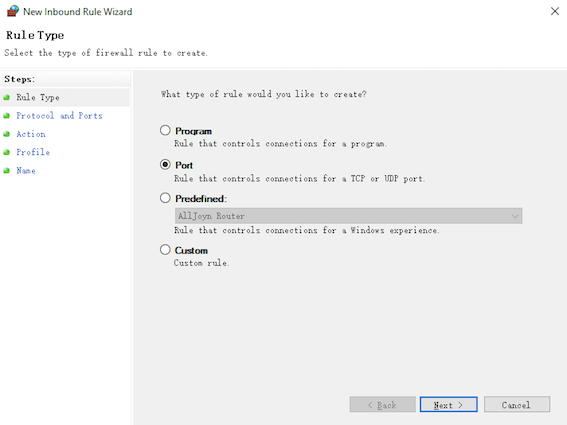 New Inbound Rule Wizard
Rule Type
Select the type of firewall rule to create.
Steps:
Rule Type
Protocol and Ports
Action
Profile
Name
What type of rule would you like to create?
Program
Rule that controls connections for a program.
Port
Rule that controls connections for a TCP or UDP port.
Predefined:
AllJoyn Router
Rule that controls connections for a Windows experience.
Custom
Custom rule.
< Back
Next >
Cancel